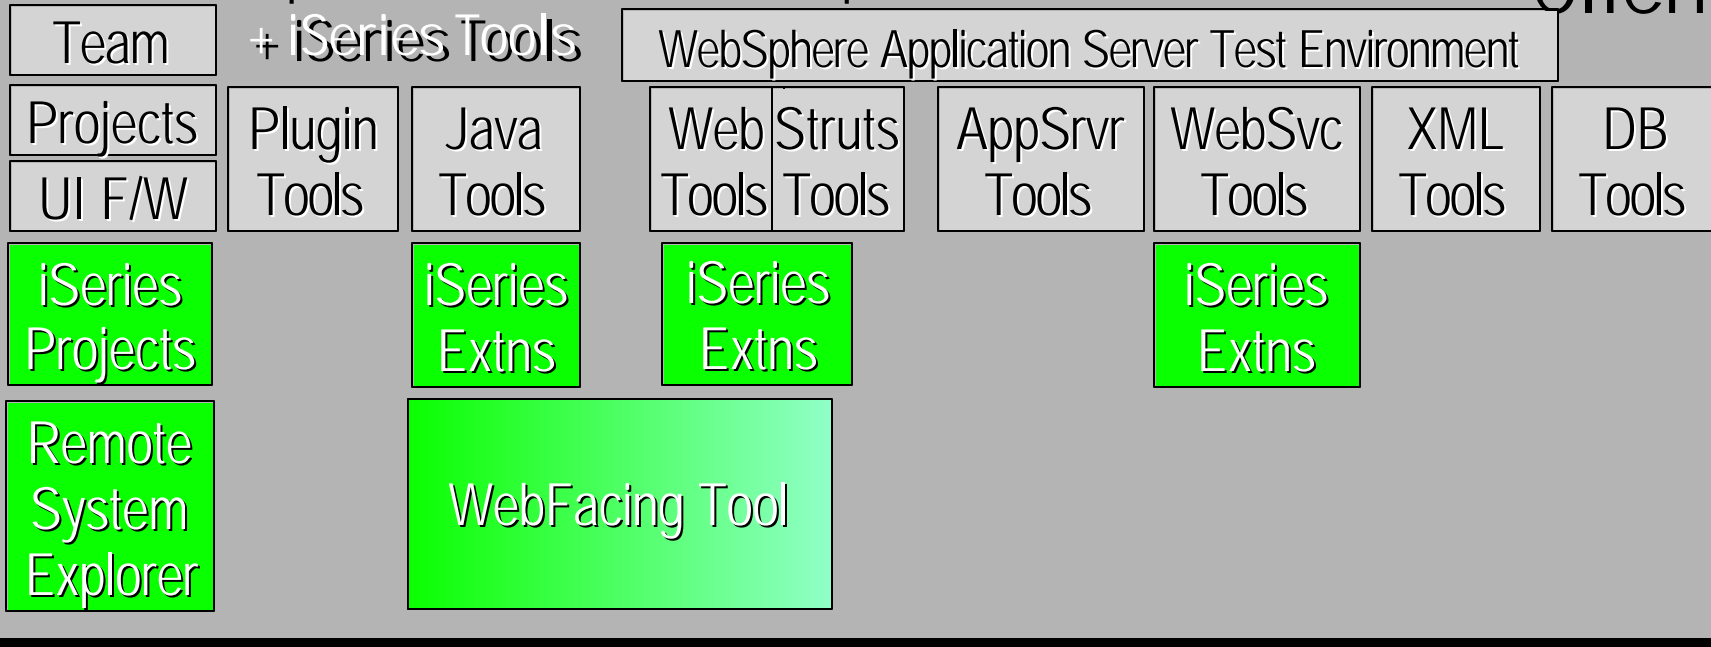 Team
+ iSeries Tools
WebSphere Application Server Test Environment
Projects
UI F/W
Plugin
Tools
Java
Tools
Web
Tools
Struts
Tools
AppSrvr
Tools
WebSvc
Tools
XML
Tools
DB
Tools
iSeries
Projects
iSeries
Extns
iSeries
Extns
iSeries
Extns
Remote
System
Explorer
WebFacing Tool